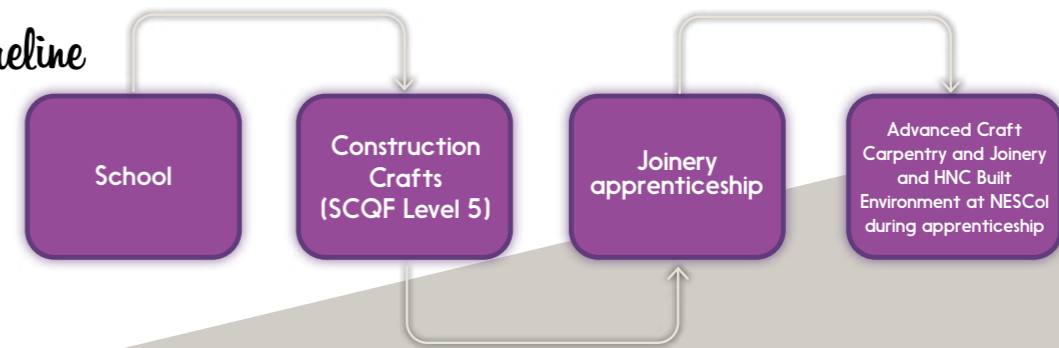 School
Construction
Crafts
(SCQF Level 5)
Joinery
apprenticeship
Advanced Craft
Carpentry and Joinery
and HNC Built
Environment at NESCol
during apprenticeship